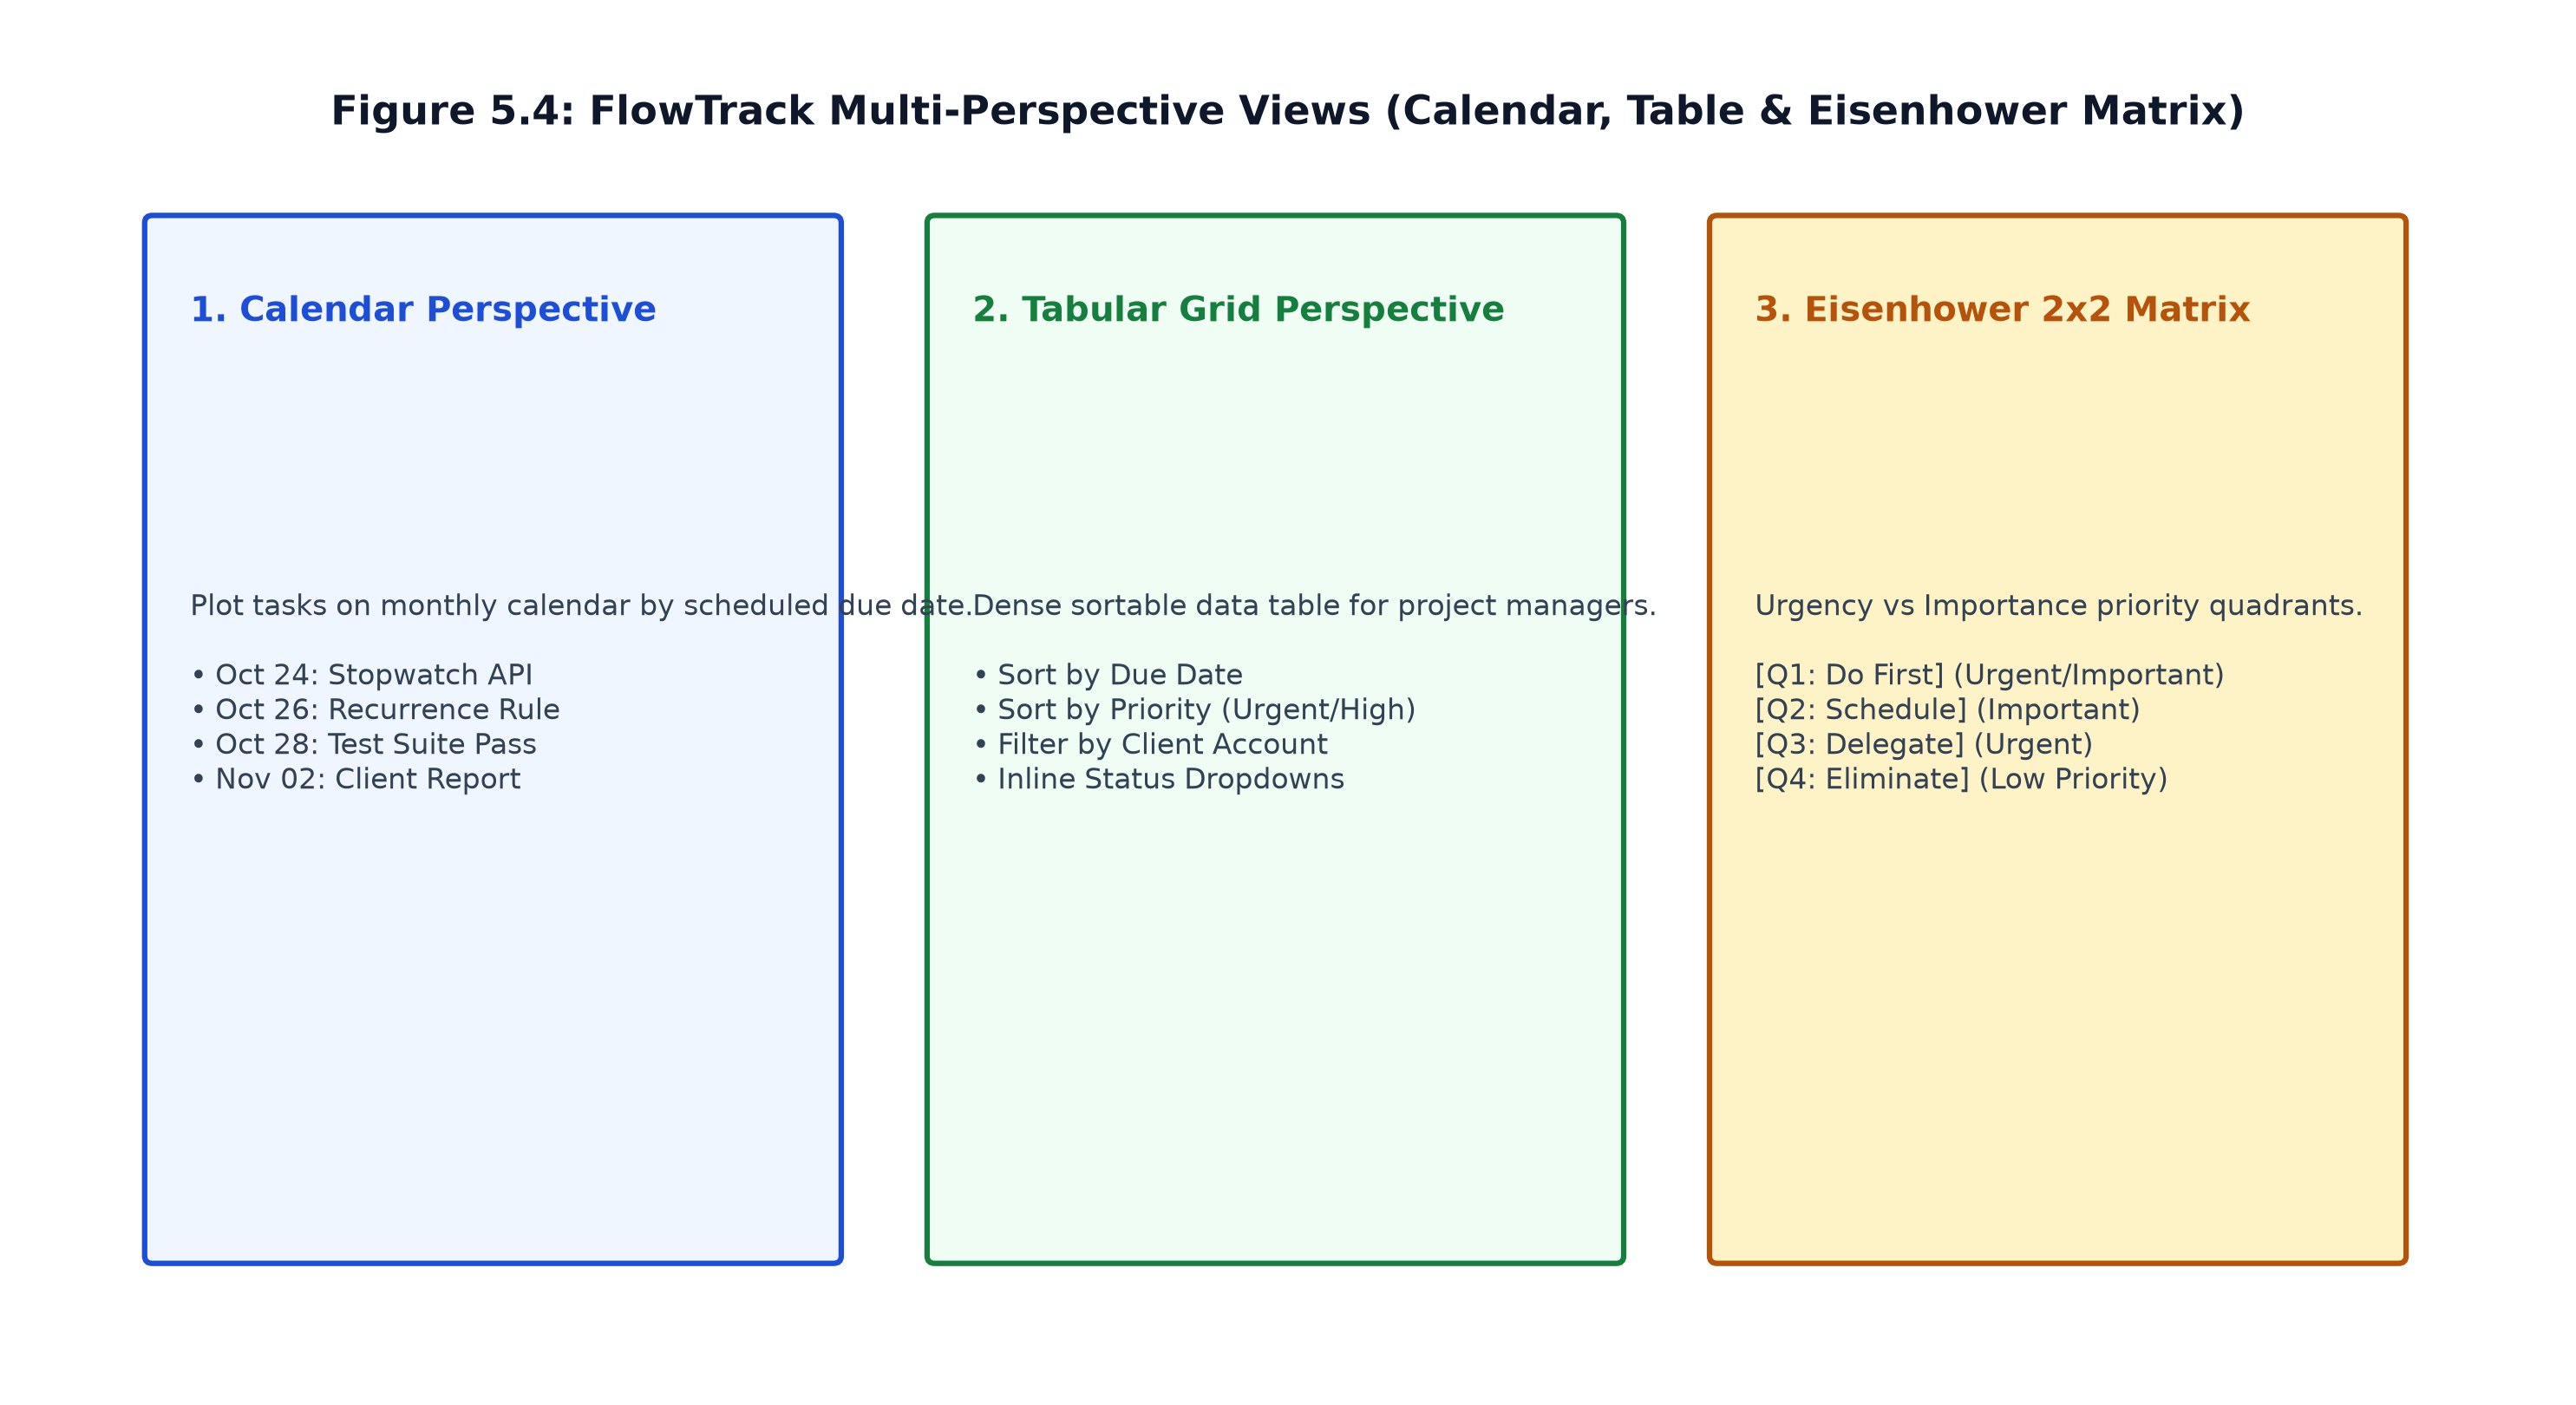 Figure 5.4: FlowTrack Multi-Perspective Views (Calendar, Table & Eisenhower Matrix)
1. Calendar Perspective
Plot tasks on monthly calendar by scheduled due date.
• Oct 24: Stopwatch API
• Oct 26: Recurrence Rule
• Oct 28: Test Suite Pass
• Nov 02: Client Report
2. Tabular Grid Perspective
Dense sortable data table for project managers.
• Sort by Due Date
• Sort by Priority (Urgent/High)
• Filter by Client Account
• Inline Status Dropdowns
3. Eisenhower 2x2 Matrix
Urgency vs Importance priority quadrants.
[Q1: Do First] (Urgent/Important)
[Q2: Schedule] (Important)
[Q3: Delegate] (Urgent)
[Q4: Eliminate] (Low Priority)